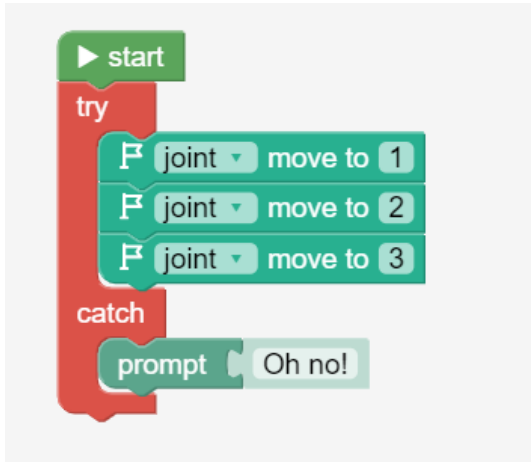 start
try
joint move to 1
joint move to 2
joint move to 3
catch
prompt Oh no!